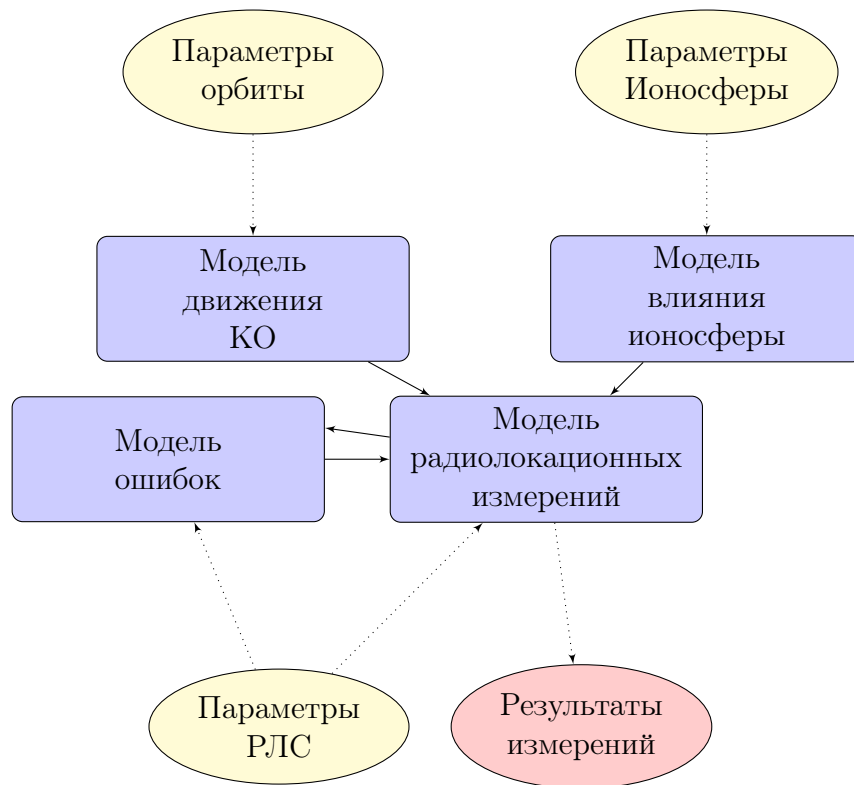 Параметры
орбиты
Параметры
Ионосферы
Модель
движения
КО
Модель
влияния
ионосферы
Модель
ошибок
Модель
радиолокационных
измерений
Параметры
РЛС
Результаты
измерений